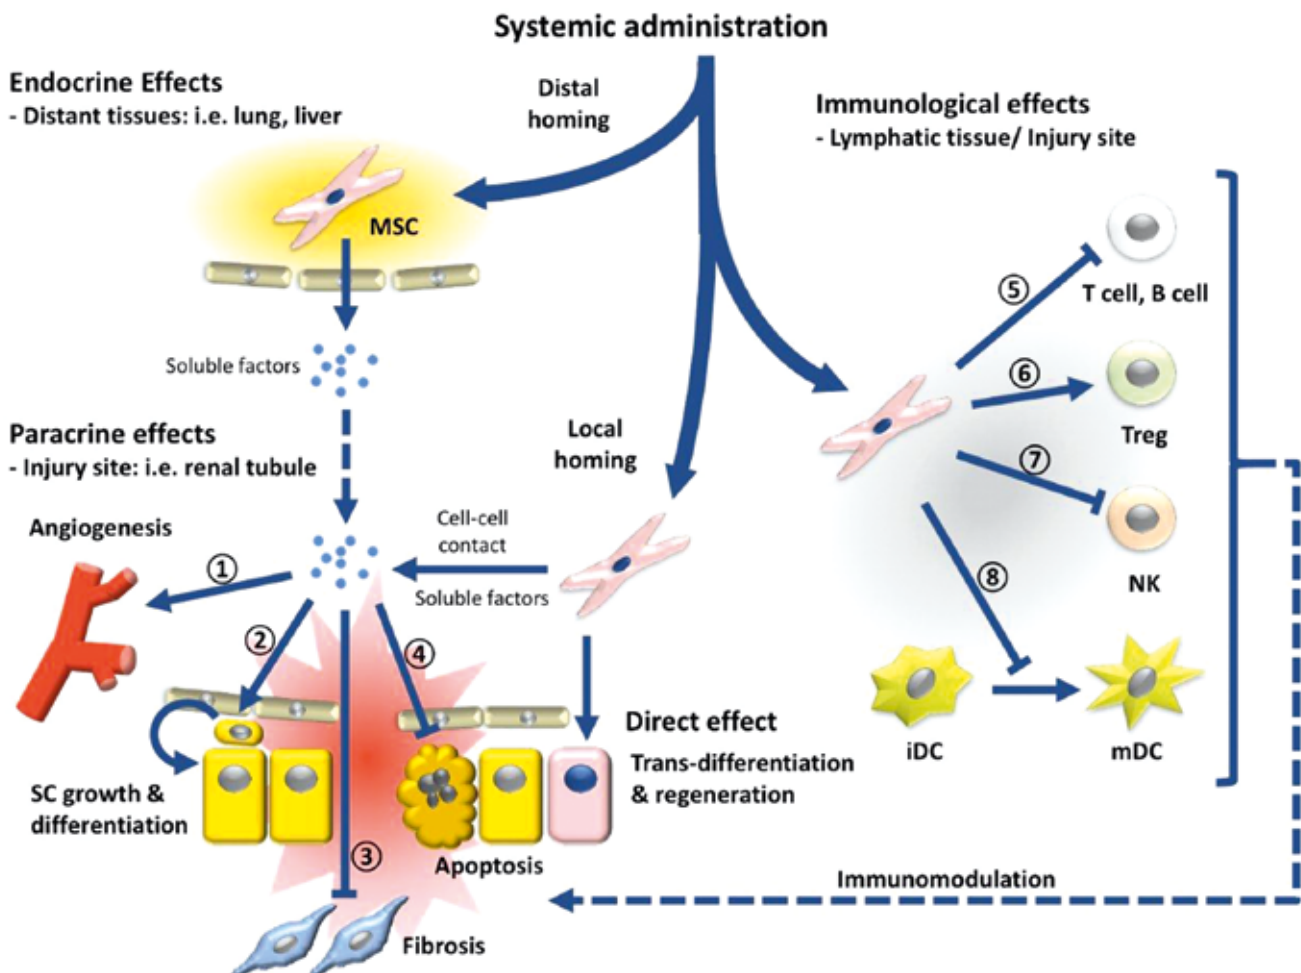 Systemic administration
Endocrine Effects
- Distant tissues: i.e. lung, liver
Distal
homing
Immunological effects
- Lymphatic tissue/ Injury site
MSC
Soluble factors
T cell, B cell
⑤
⑥
Treg
⑦
NK
⑧
iDC
mDC
Paracrine effects
- Injury site: i.e. renal tubule
Local
homing
Angiogenesis
Cell-cell
contact
Soluble factors
①
②
④
③
SC growth &
differentiation
Apoptosis
Direct effect
Trans-differentiation
& regeneration
Fibrosis
Immunomodulation